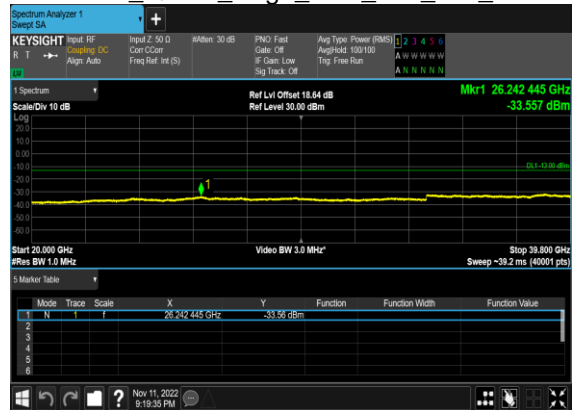 Spectrum Analyzer 1
Swept SA
+
KEYSIGHT Input: RF Input Z: 50 Ω #Atten: 30 dB PNO: Fast Avg Type: Power (RMS) 1 2 3 4 5 6
R T Coupling: DC Corr CCorr Gate: Off Avg|Hold: 100/100 A W W W W W
Align: Auto Freq Ref: Int (S) IF Gain: Low Trig: Free Run A N N N N N
Sig Track: Off
1 Spectrum Ref Lvl Offset 18.64 dB Mkr1 26.242 445 GHz
Scale/Div 10 dB Ref Level 30.00 dBm -33.557 dBm
Log
20.0
10.0
0.00
-10.0
DL1 -13.00 dBm
-20.0
1
-30.0
-40.0
-50.0
-60.0
Start 20.000 GHz Video BW 3.0 MHz* Stop 39.800 GHz
#Res BW 1.0 MHz Sweep ~39.2 ms (40001 pts)
5 Marker Table
Mode Trace Scale X Y Function Function Width Function Value
1 N 1 f 26.242 445 GHz -33.56 dBm
2
3
4
5
6
? Nov 11, 2022
9:19:35 PM